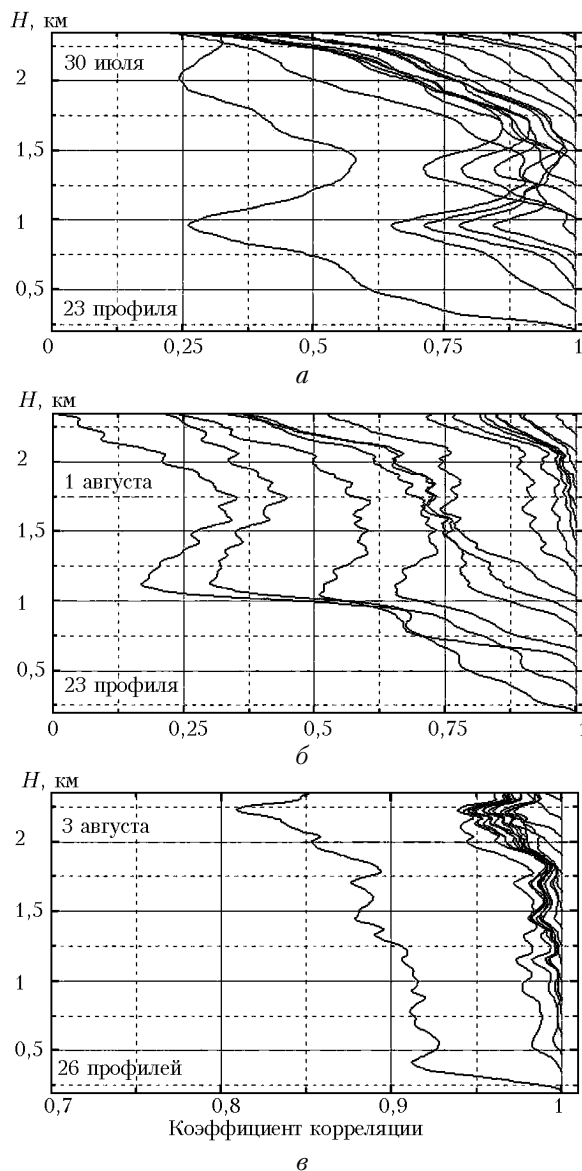 H, км
30 июля
2
1,5
1
0,5
23 профиля
0 0,25 0,5 0,75 1
а
H, км
2
1 августа
1,5
1
0,5
23 профиля
0 0,25 0,5 0,75 1
б
H, км
3 августа
2
1,5
1
0,5
26 профилей
0,7 0,8 0,9 1
Коэффициент корреляции
в